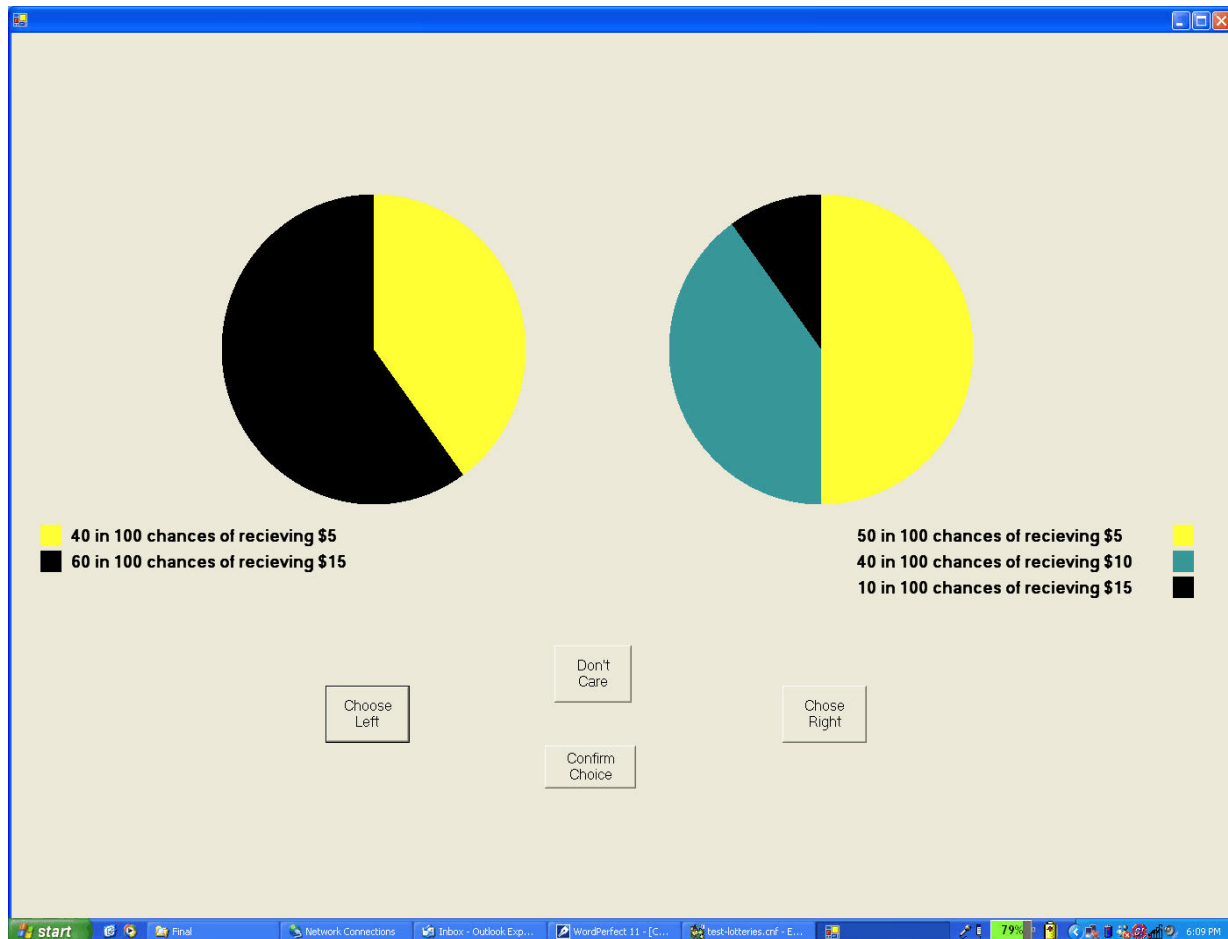 40 in 100 chances of recieving $5
60 in 100 chances of recieving $15
50 in 100 chances of recieving $5
40 in 100 chances of recieving $10
10 in 100 chances of recieving $15
Don't
Care
Choose
Left
Chose
Right
Confirm
Choice
start
Final
Network Connections
Inbox - Outlook Exp...
WordPerfect 11 - [C...
test-lotteries.cnf - E...
79%
6:09 PM